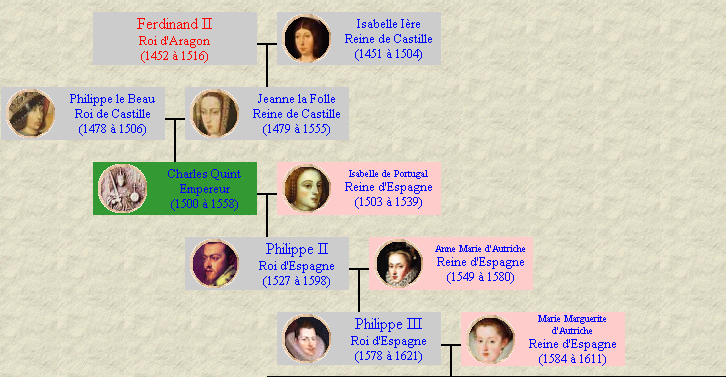 Ferdinand II
Roi d'Aragon
(1452 à 1516)
Isabelle Ière
Reine de Castille
(1451 à 1504)
Philippe le Beau
Roi de Castille
(1478 à 1506)
Jeanne la Folle
Reine de Castille
(1479 à 1555)
Charles Quint
Empereur
(1500 à 1558)
Isabelle de Portugal
Reine d'Espagne
(1503 à 1539)
Philippe II
Roi d'Espagne
(1527 à 1598)
Anne Marie d'Autriche
Reine d'Espagne
(1549 à 1580)
Philippe III
Roi d'Espagne
(1578 à 1621)
Marie Marguerite
d'Autriche
Reine d'Espagne
(1584 à 1611)